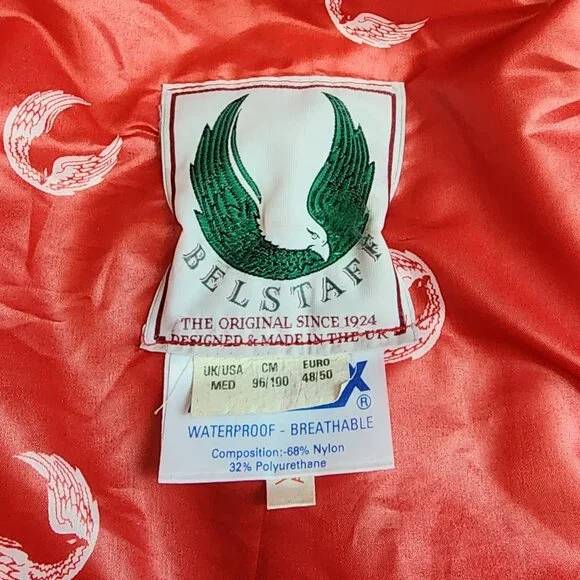 BELSTAFF
THE ORIGINAL SINCE 1924
DESIGNED & MADE IN THE UK
UK/USA CM EURO
MED 96/100 48/50
X
®
WATERPROOF - BREATHABLE
Composition:-68% Nylon
32% Polyurethane